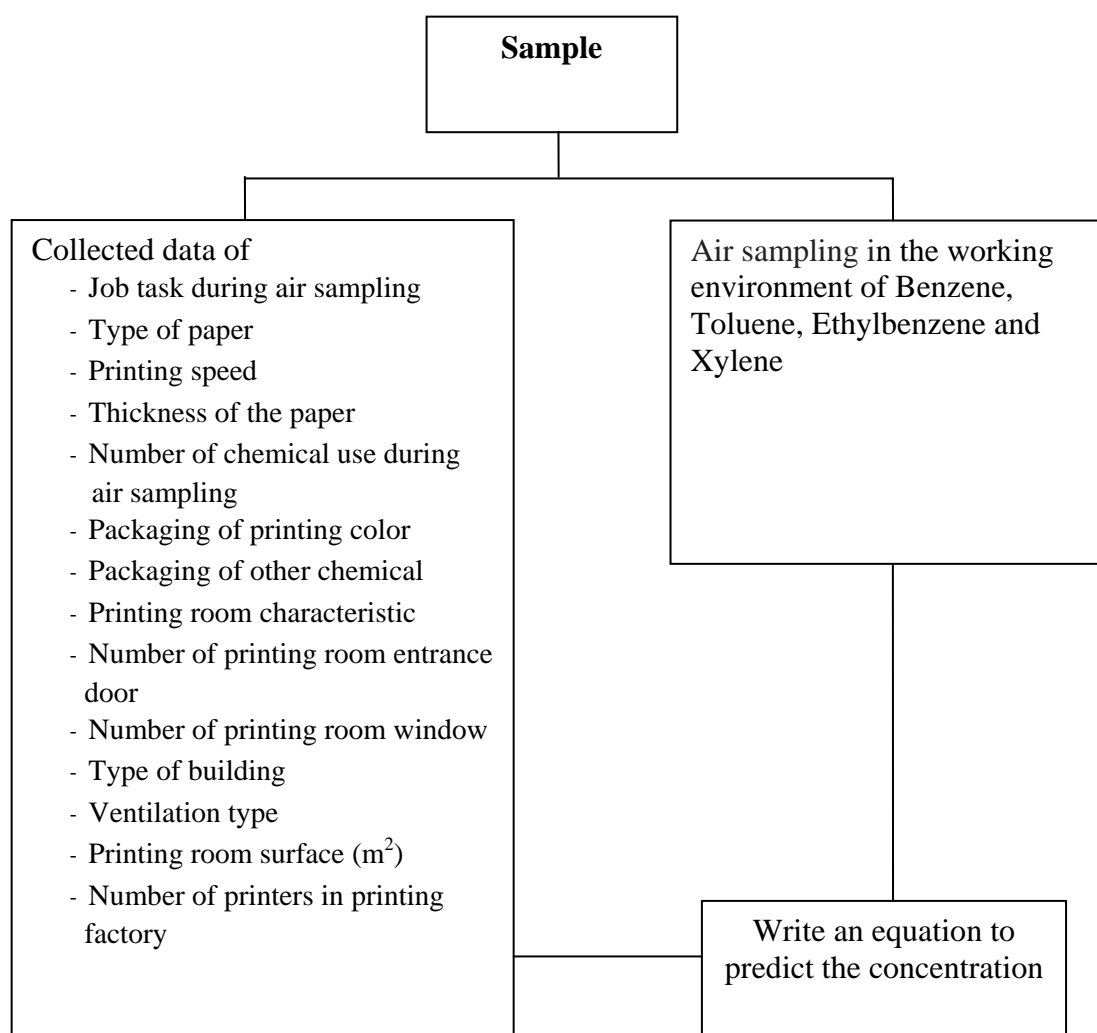 Sample
Collected data of
- Job task during air sampling
- Type of paper
- Printing speed
- Thickness of the paper
- Number of chemical use during
air sampling
- Packaging of printing color
- Packaging of other chemical
- Printing room characteristic
- Number of printing room entrance
door
- Number of printing room window
- Type of building
- Ventilation type
- Printing room surface (m²)
- Number of printers in printing
factory
Air sampling in the working
environment of Benzene,
Toluene, Ethylbenzene and
Xylene
Write an equation to
predict the concentration